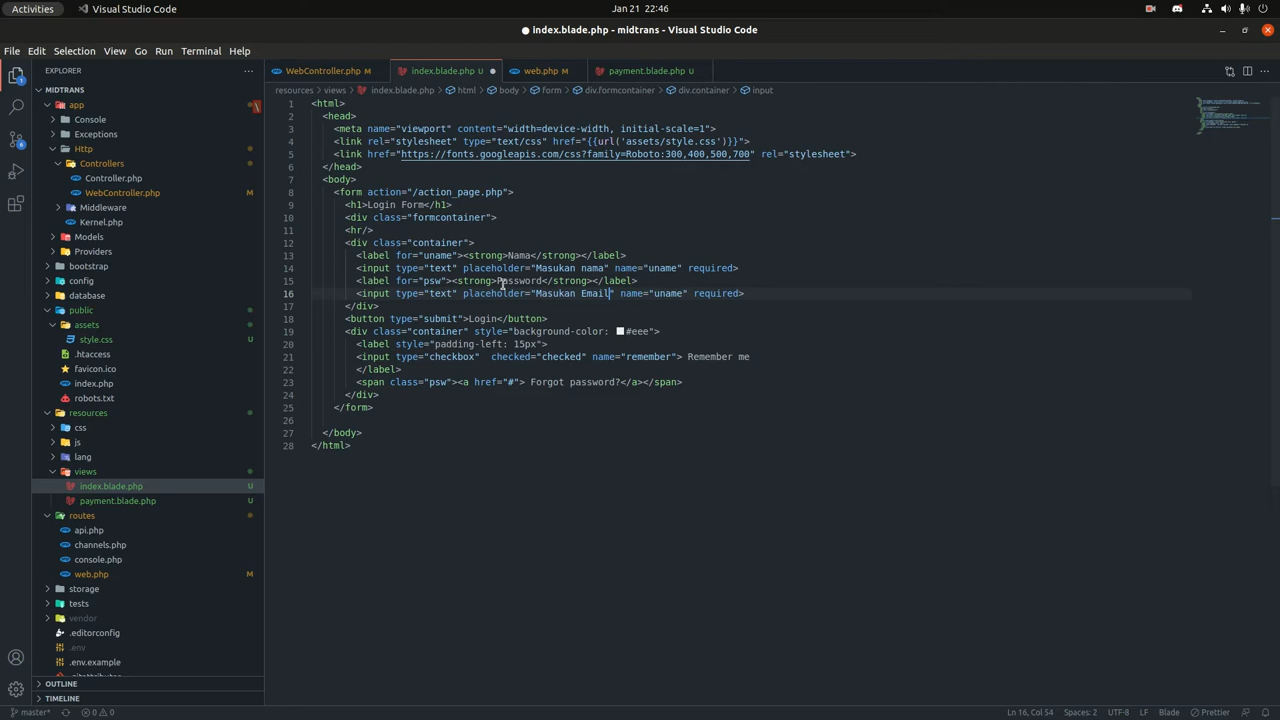 Activities
Visual Studio Code
Jan 21 22:46
index.blade.php - midtrans - Visual Studio Code
File Edit Selection View Go Run Terminal Help
EXPLORER
WebController.php M
index.blade.php U
web.php M
payment.blade.php U
resources > views > index.blade.php > html > body > form > div.formcontainer > div.container > input
MIDTRANS
app
Console
Exceptions
Http
Controllers
Controller.php
WebController.php M
Middleware
Kernel.php
Models
Providers
bootstrap
config
database
public
assets
style.css
.htaccess
favicon.ico
index.php
robots.txt
resources
css
js
lang
views
index.blade.php U
payment.blade.php U
routes
api.php
channels.php
console.php
web.php M
storage
tests
vendor
.editorconfig
.env
.env.example
OUTLINE
TIMELINE
1 <html>
2 <head>
3 <meta name="viewport" content="width=device-width, initial-scale=1">
4 <link rel="stylesheet" type="text/css" href="{{url('assets/style.css')}}">
5 <link href="https://fonts.googleapis.com/css?family=Roboto:300,400,500,700" rel="stylesheet">
6 </head>
7 <body>
8 <form action="/action_page.php">
9 <h1>Login Form</h1>
10 <div class="formcontainer">
11 <hr/>
12 <div class="container">
13 <label for="uname"><strong>Nama</strong></label>
14 <input type="text" placeholder="Masukan nama" name="uname" required>
15 <label for="psw"><strong>Password</strong></label>
16 <input type="text" placeholder="Masukan Email" name="uname" required>
17 </div>
18 <button type="submit">Login</button>
19 <div class="container" style="background-color: #eee">
20 <label style="padding-left: 15px">
21 <input type="checkbox"  checked="checked" name="remember"> Remember me
22 </label>
23 <span class="psw"><a href="#"> Forgot password?</a></span>
24 </div>
25 </form>
26
27 </body>
28 </html>
master* 0 0
Ln 16, Col 54 Spaces: 2 UTF-8 LF Blade Prettier